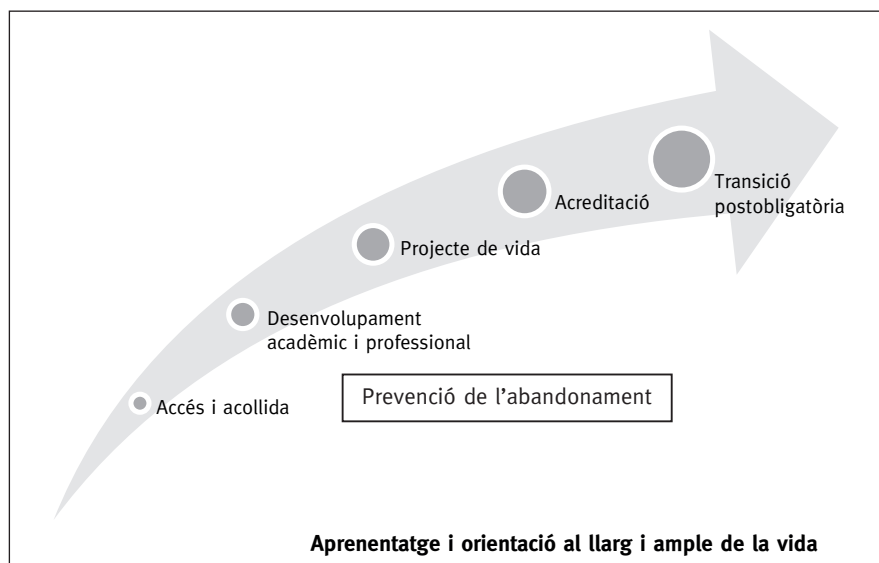 Transició
postobligatòria
Acreditació
Projecte de vida
Desenvolupament
acadèmic i professional
Accés i acollida
Prevenció de l’abandonament
Aprenentatge i orientació al llarg i ample de la vida